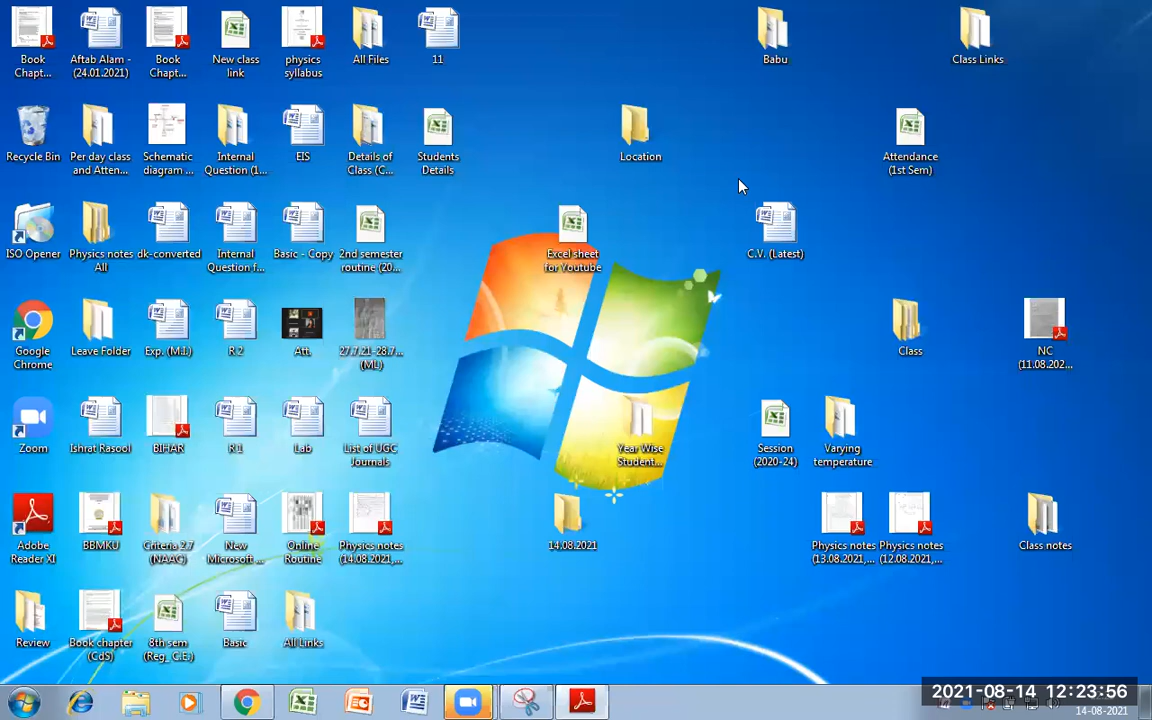 Book
Chapt...
Aftab Alam -
(24.01.2021)
Book
Chapt...
New class
link
physics
syllabus
All Files
11
Babu
Class Links
Recycle Bin
Per day class
and Atten...
Schematic
diagram ...
Internal
Question (1...
EIS
Details of
Class (C...
Students
Details
Location
Attendance
(1st Sem)
ISO Opener
Physics notes
All
dk-converted
Internal
Question f...
Basic - Copy
2nd semester
routine (20...
Excel sheet
for Youtube
C.V. (Latest)
Google
Chrome
Leave Folder
Exp. (M.I.)
R 2
Att.
27.7.21-28.7...
(ML)
Class
NC
(11.08.202...
Zoom
Ishrat Rasool
BIHAR
R1
Lab
List of UGC
Journals
Year Wise
Student...
Session
(2020-24)
Varying
temperature
Adobe
Reader XI
BBMKU
Criteria 2.7
(NAAC)
New
Microsoft ...
Online
Routine
Physics notes
(14.08.2021,...
14.08.2021
Physics notes
(13.08.2021,...
Physics notes
(12.08.2021,...
Class notes
Review
Book chapter
(CdS)
8th sem
(Reg_ C.E.)
Basic
All Links
2021-08-14 12:23:56
14-08-2021